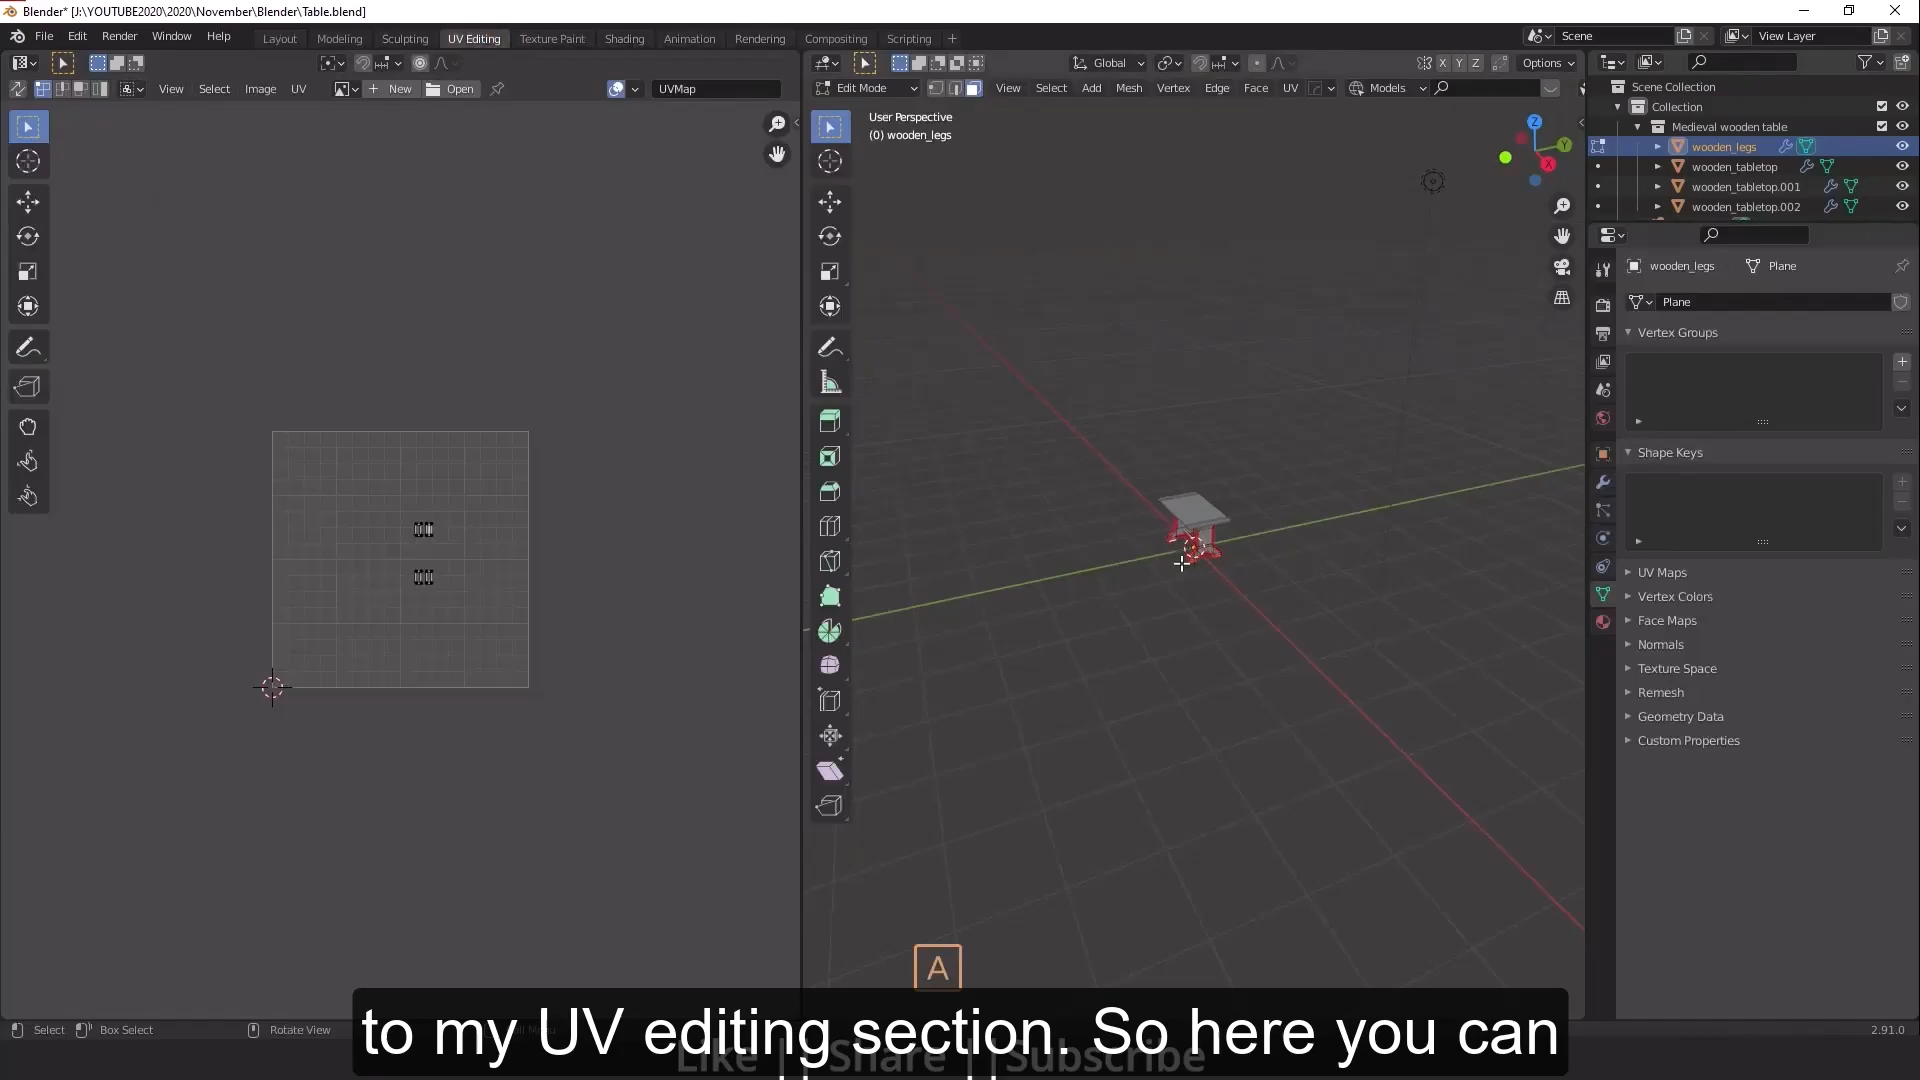 Blender* [J:\YOUTUBE2020\2020\November\Blender\Table.blend]
File Edit Render Window Help Layout Modeling Sculpting UV Editing Texture Paint Shading Animation Rendering Compositing Scripting + Scene View Layer
Global X Y Z Options
View Select Image UV New Open UVMap
Edit Mode View Select Add Mesh Vertex Edge Face UV Models
User Perspective
(0) wooden_legs
Z
Y
X
Scene Collection
Collection
Medieval wooden table
wooden_legs
wooden_tabletop
wooden_tabletop.001
wooden_tabletop.002
wooden_legs Plane
Plane
Vertex Groups
Shape Keys
UV Maps
Vertex Colors
Face Maps
Normals
Texture Space
Remesh
Geometry Data
Custom Properties
A
to my UV editing section. So here you can
Like || Share || Subscribe
Select Box Select Rotate View 2.91.0